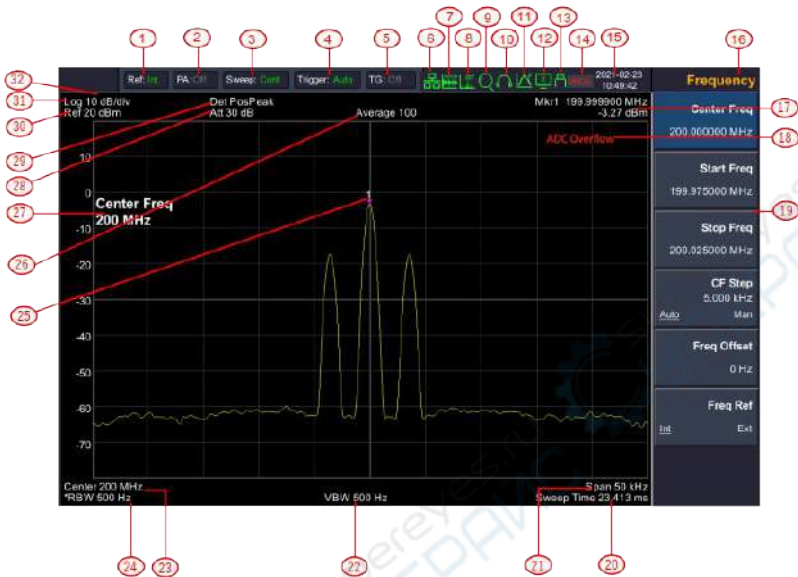 1 2 3 4 5 6 7 8 9 10 11 12 13 14 15 16
Ref: Int PA: Off Sweep: Cont Trigger: Auto TG: Off 2021-02-23 Frequency
10:49:42
32
31 Log 10 dB/div Det PosPeak Mkr1 199.999900 MHz 17
30 Ref 20 dBm Att 30 dB Average 100 -3.27 dBm
Center Freq
200.000000 MHz
ADC Overflow 18
29
10
28
Start Freq
199.975000 MHz
0 1
Center Freq
27 200 MHz 19
-10
Stop Freq
200.025000 MHz
26
-20
CF Step
5.000 kHz
Auto Man
-30
25
-40
Freq Offset
0 Hz
-50
-60
Freq Ref
Int Ext
-70
Center 200 MHz Span 50 kHz
*RBW 500 Hz VBW 500 Hz Sweep Time 23.413 ms
24 23 22 21 20